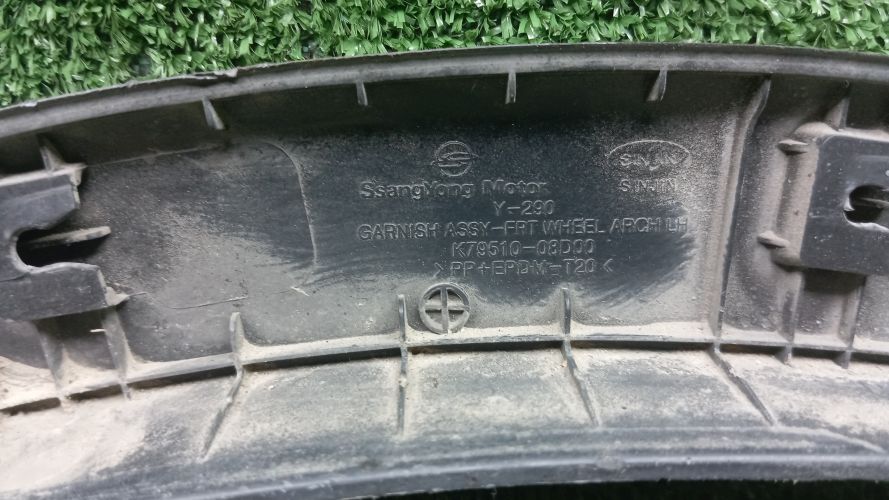 SsangYong Motor
Y-290
GARNISH ASSY-FRT WHEEL ARCH LH
K79510-08D00
>PP+EPDM-T20<
SINJIN
SINJIN